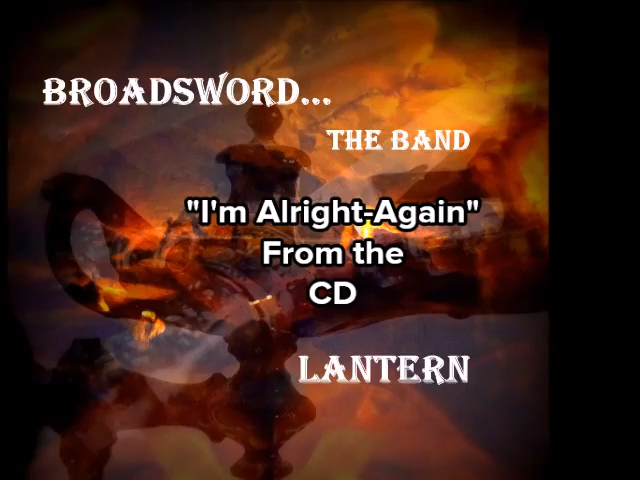 BROADSWORD...
THE BAND
"I'm Alright-Again"
From the
CD
LANTERN